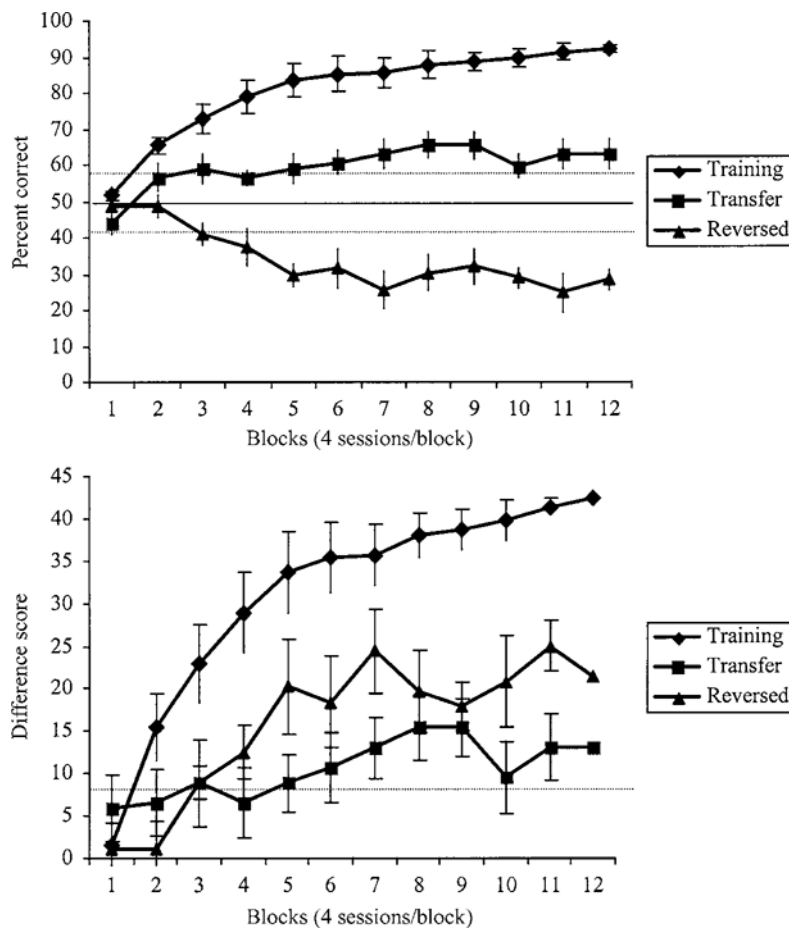 Percent correct
100
90
80
70
60
50
40
30
20
10
0
1 2 3 4 5 6 7 8 9 10 11 12
Blocks (4 sessions/block)
Training
Transfer
Reversed
Difference score
45
40
35
30
25
20
15
10
5
0
1 2 3 4 5 6 7 8 9 10 11 12
Blocks (4 sessions/block)
Training
Transfer
Reversed